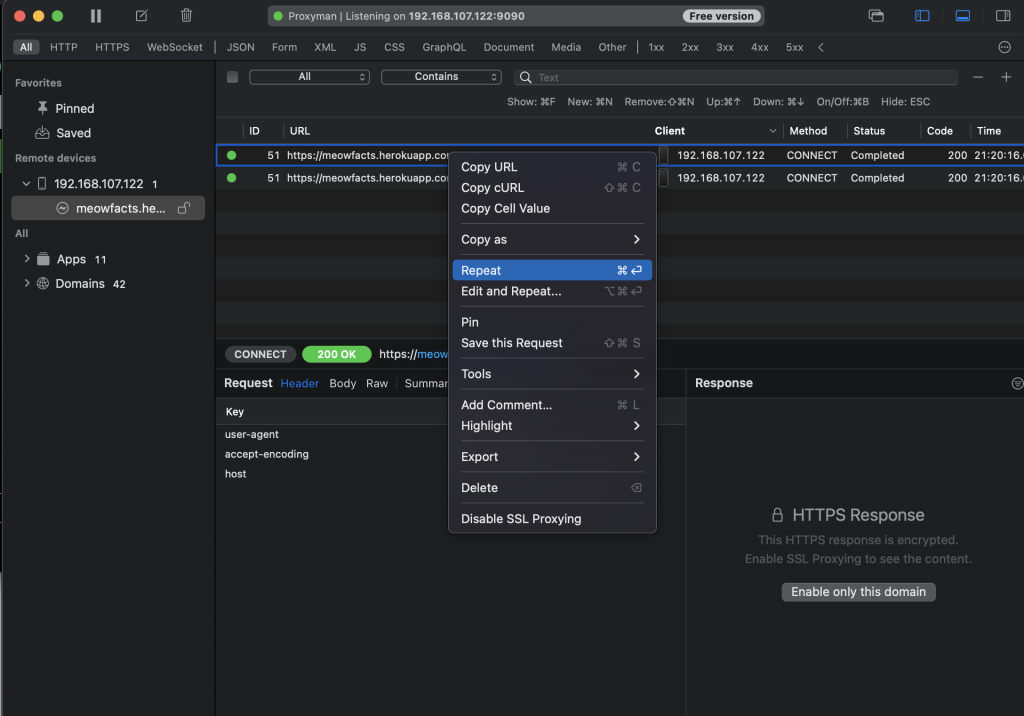 Proxyman | Listening on 192.168.107.122:9090
Free version
All HTTP HTTPS WebSocket JSON Form XML JS CSS GraphQL Document Media Other 1xx 2xx 3xx 4xx 5xx
Favorites
Pinned
Saved
Remote devices
192.168.107.122 1
meowfacts.he...
All
Apps 11
Domains 42
All Contains Text
Show: ⌘F New: ⌘N Remove:⇧⌘N Up:⌘↑ Down: ⌘↓ On/Off:⌘B Hide: ESC
ID URL Client Method Status Code Time
51 https://meowfacts.herokuapp.co 192.168.107.122 CONNECT Completed 200 21:20:16.
51 https://meowfacts.herokuapp.co 192.168.107.122 CONNECT Completed 200 21:20:16.
Copy URL ⌘ C
Copy cURL ⇧ ⌘ C
Copy Cell Value
Copy as
Repeat ⌘ ↩
Edit and Repeat... ⌥ ⌘ ↩
Pin
Save this Request ⇧ ⌘ S
Tools
Add Comment... ⌘ L
Highlight
Export
Delete ⌫
Disable SSL Proxying
CONNECT 200 OK https://meow
Request Header Body Raw Summar
Key
user-agent
accept-encoding
host
Response
HTTPS Response
This HTTPS response is encrypted.
Enable SSL Proxying to see the content.
Enable only this domain